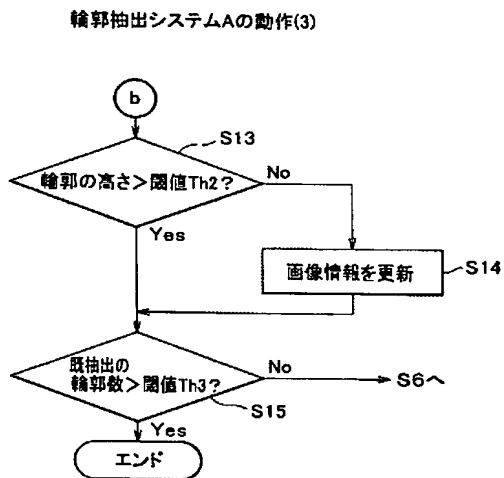 輪郭抽出システムAの動作(3)
b
S13
輪郭の高さ>閾値Th2?
No
Yes
画像情報を更新
S14
既抽出の
輪郭数>閾値Th3?
No
S6へ
S15
Yes
エンド